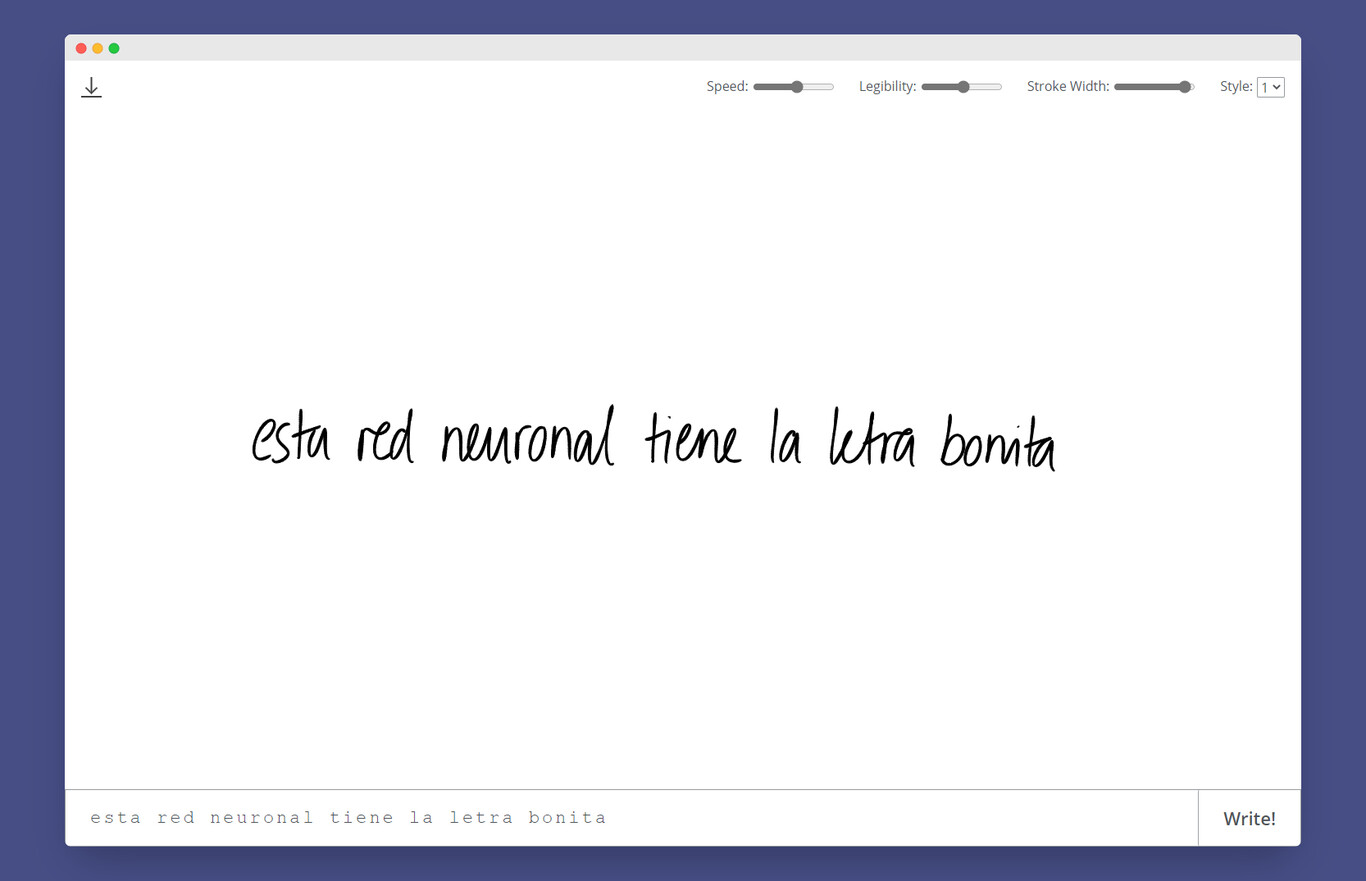 Speed: Legibility: Stroke Width: Style: 1
esta red neuronal tiene la letra bonita
esta red neuronal tiene la letra bonita Write!